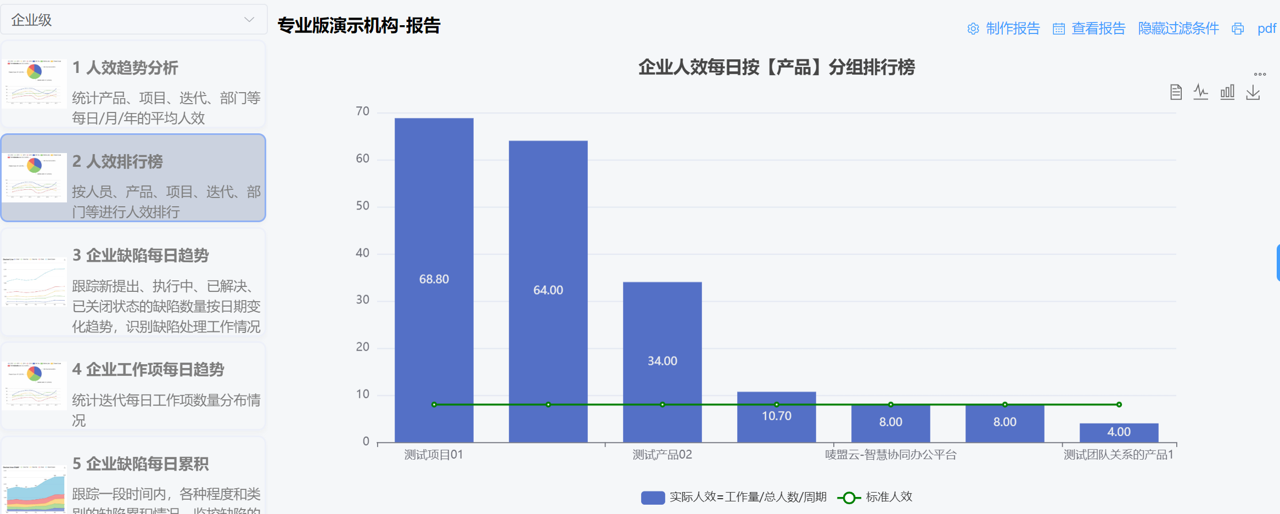 企业级
1 人效趋势分析
统计产品、项目、迭代、部门等
每日/月/年的平均人效
2 人效排行榜
按人员、产品、项目、迭代、部
门等进行人效排行
3 企业缺陷每日趋势
跟踪新提出、执行中、已解决、
已关闭状态的缺陷数量按日期变
化趋势，识别缺陷处理工作情况
4 企业工作项每日趋势
统计迭代每日工作项数量分布情
况
5 企业缺陷每日累积
跟踪一段时间内，各种程度和类
专业版演示机构-报告
制作报告 查看报告 隐藏过滤条件 pdf
企业人效每日按【产品】分组排行榜
70
60
50
40
30
20
10
0
68.80
64.00
34.00
10.70
8.00
8.00
4.00
测试项目01
测试产品02
唛盟云-智慧协同办公平台
测试团队关系的产品1
实际人效=工作量/总人数/周期
标准人效